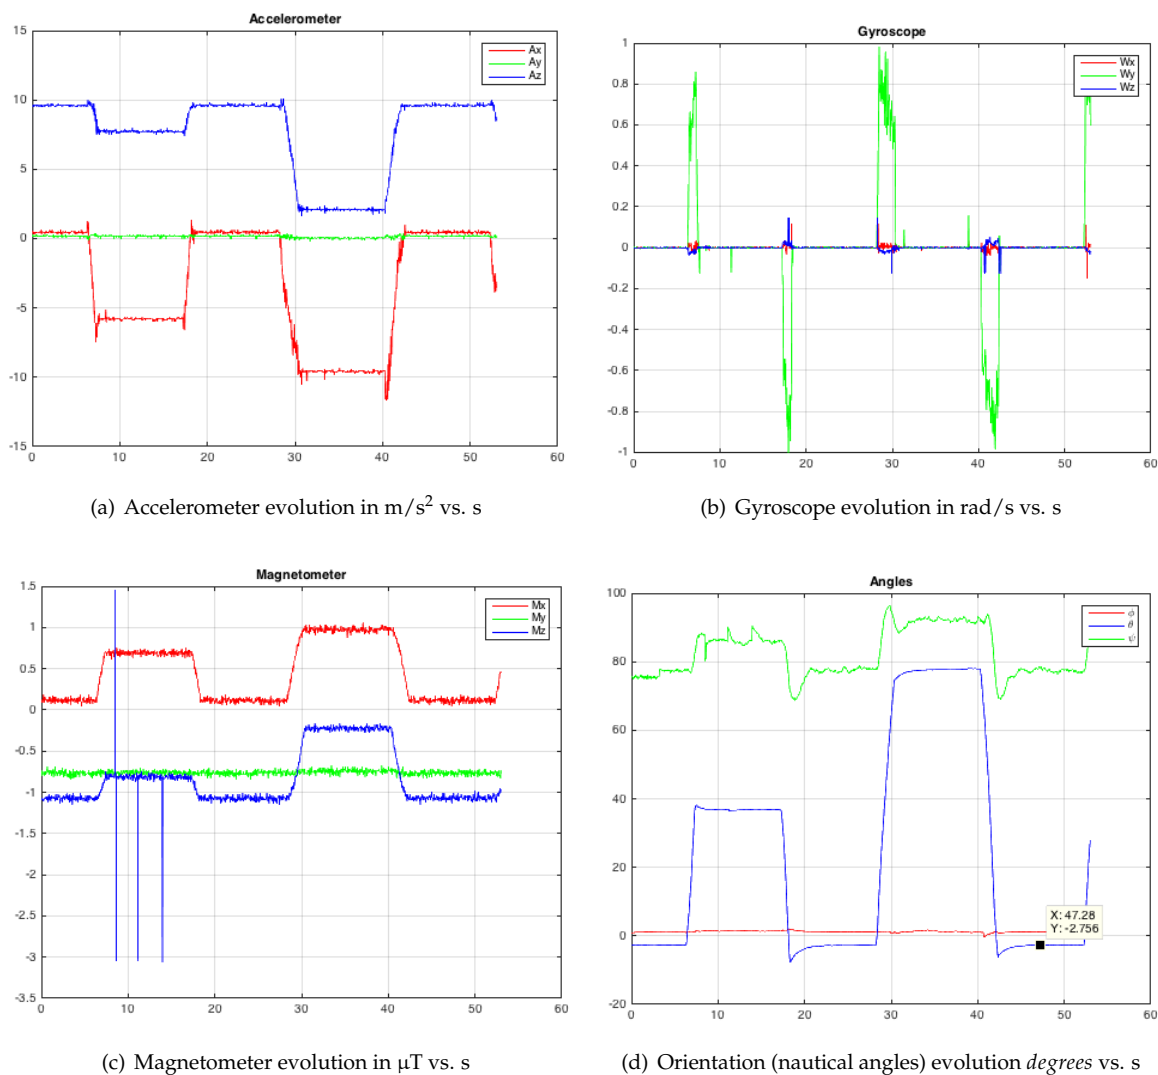 Accelerometer
15
10
5
0
-5
-10
-15
0 10 20 30 40 50 60
Ax
Ay
Az
(a) Accelerometer evolution in m/s² vs. s
Gyroscope
1
0.8
0.6
0.4
0.2
0
-0.2
-0.4
-0.6
-0.8
-1
0 10 20 30 40 50 60
Wx
Wy
Wz
(b) Gyroscope evolution in rad/s vs. s
Magnetometer
1.5
1
0.5
0
-0.5
-1
-1.5
-2
-2.5
-3
-3.5
0 10 20 30 40 50 60
Mx
My
Mz
(c) Magnetometer evolution in μT vs. s
Angles
100
80
60
40
20
0
-20
0 10 20 30 40 50 60
ϕ
θ
ψ
X: 47.28
Y: -2.756
(d) Orientation (nautical angles) evolution degrees vs. s